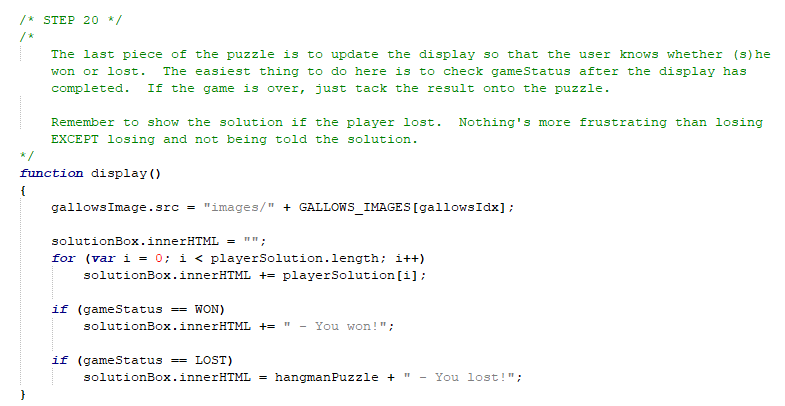 /* STEP 20 */
/*
The last piece of the puzzle is to update the display so that the user knows whether (s)he
won or lost.  The easiest thing to do here is to check gameStatus after the display has
completed.  If the game is over, just tack the result onto the puzzle.
Remember to show the solution if the player lost.  Nothing's more frustrating than losing
EXCEPT losing and not being told the solution.
*/
function display()
{
gallowsImage.src = "images/" + GALLOWS_IMAGES[gallowsIdx];
solutionBox.innerHTML = "";
for (var i = 0; i < playerSolution.length; i++)
solutionBox.innerHTML += playerSolution[i];
if (gameStatus == WON)
solutionBox.innerHTML += " - You won!";
if (gameStatus == LOST)
solutionBox.innerHTML = hangmanPuzzle + " - You lost!";
}